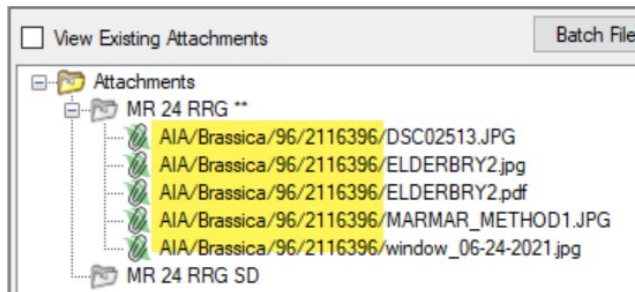 View Existing Attachments
Batch File
Attachments
MR 24 RRG **
AIA/Brassica/96/2116396/DSC02513.JPG
AIA/Brassica/96/2116396/ELDERBRY2.jpg
AIA/Brassica/96/2116396/ELDERBRY2.pdf
AIA/Brassica/96/2116396/MARMAR_METHOD1.JPG
AIA/Brassica/96/2116396/window_06-24-2021.jpg
MR 24 RRG SD